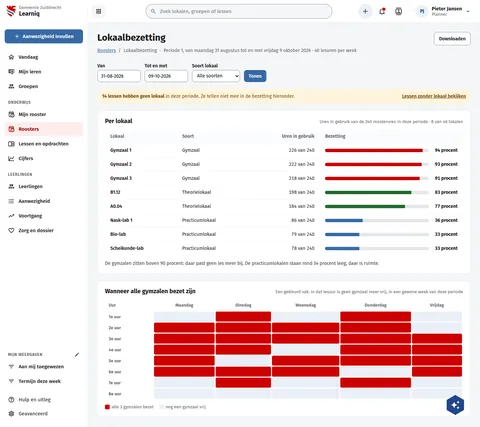 Gemeente Zuiddrecht
Learniq
Zoek lokalen, groepen of lessen
Pieter Jansen
Planner
Aanwezigheid invullen
Vandaag
Mijn leren
Groepen
ONDERWIJS
Mijn rooster
Roosters
Lessen en opdrachten
Cijfers
LEERLINGEN
Leerlingen
Aanwezigheid
Voortgang
Zorg en dossier
MIJN WEERGAVEN
Aan mij toegewezen
Termijn deze week
Hulp en uitleg
Geavanceerd
Lokaalbezetting
Downloaden
Roosters / Lokaalbezetting · Periode 1, van maandag 31 augustus tot en met vrijdag 9 oktober 2026 · 40 lesuren per week
Van Tot en met Soort lokaal
31-08-2026 09-10-2026 Alle soorten Tonen
14 lessen hebben geen lokaal in deze periode. Ze tellen niet mee in de bezetting hieronder. Lessen zonder lokaal bekijken
Per lokaal Uren in gebruik van de 240 roosteruren in deze periode · 8 van 16 lokalen
Lokaal Soort Uren in gebruik Bezetting
Gymzaal 1 Gymzaal 226 van 240 94 procent
Gymzaal 2 Gymzaal 222 van 240 93 procent
Gymzaal 3 Gymzaal 218 van 240 91 procent
B1.12 Theorielokaal 198 van 240 83 procent
A0.04 Theorielokaal 184 van 240 77 procent
Nask-lab 1 Practicumlokaal 86 van 240 36 procent
Bio-lab Practicumlokaal 79 van 240 33 procent
Scheikunde-lab Practicumlokaal 78 van 240 33 procent
De gymzalen zitten boven 90 procent: daar past geen les meer bij. De practicumlokalen staan rond 34 procent leeg, daar is ruimte.
Wanneer alle gymzalen bezet zijn Een gekleurd vak: in dat lesuur is geen gymzaal meer vrij, in een gewone week van deze periode
Uur Maandag Dinsdag Woensdag Donderdag Vrijdag
1e uur
2e uur
3e uur
4e uur
5e uur
6e uur
7e uur
8e uur
alle 3 gymzalen bezet nog een gymzaal vrij